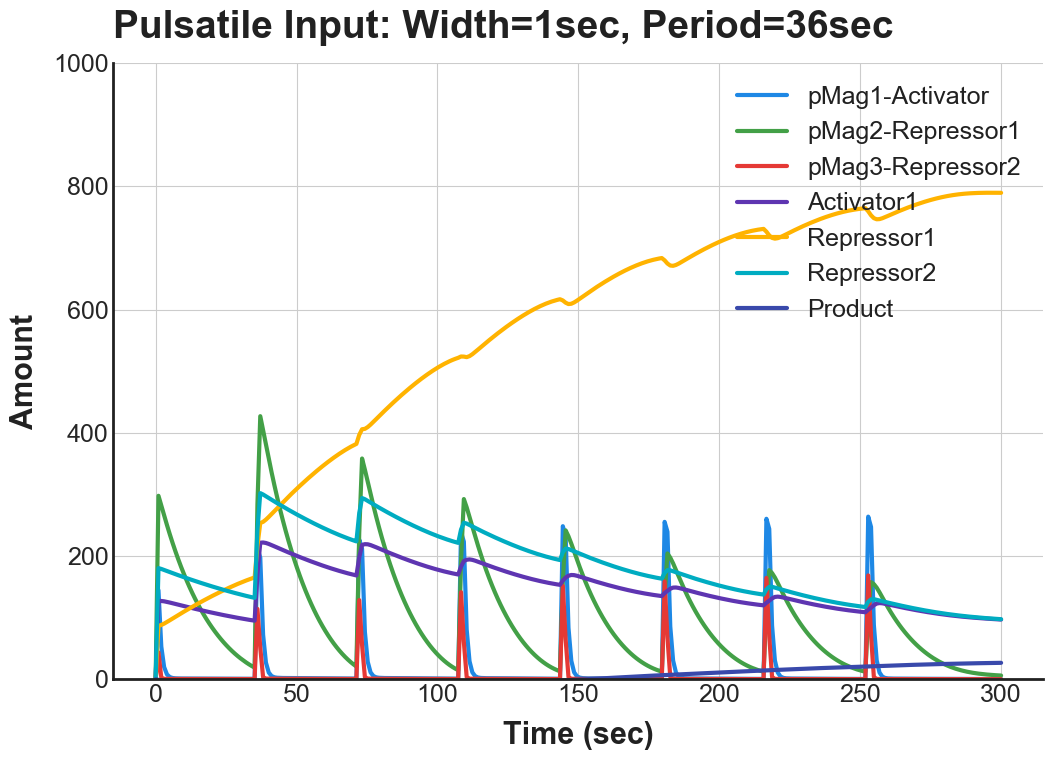 Pulsatile Input: Width=1sec, Period=36sec
1000
800
600
400
200
0
Amount
pMag1-Activator
pMag2-Repressor1
pMag3-Repressor2
Activator1
Repressor1
Repressor2
Product
0 50 100 150 200 250 300
Time (sec)